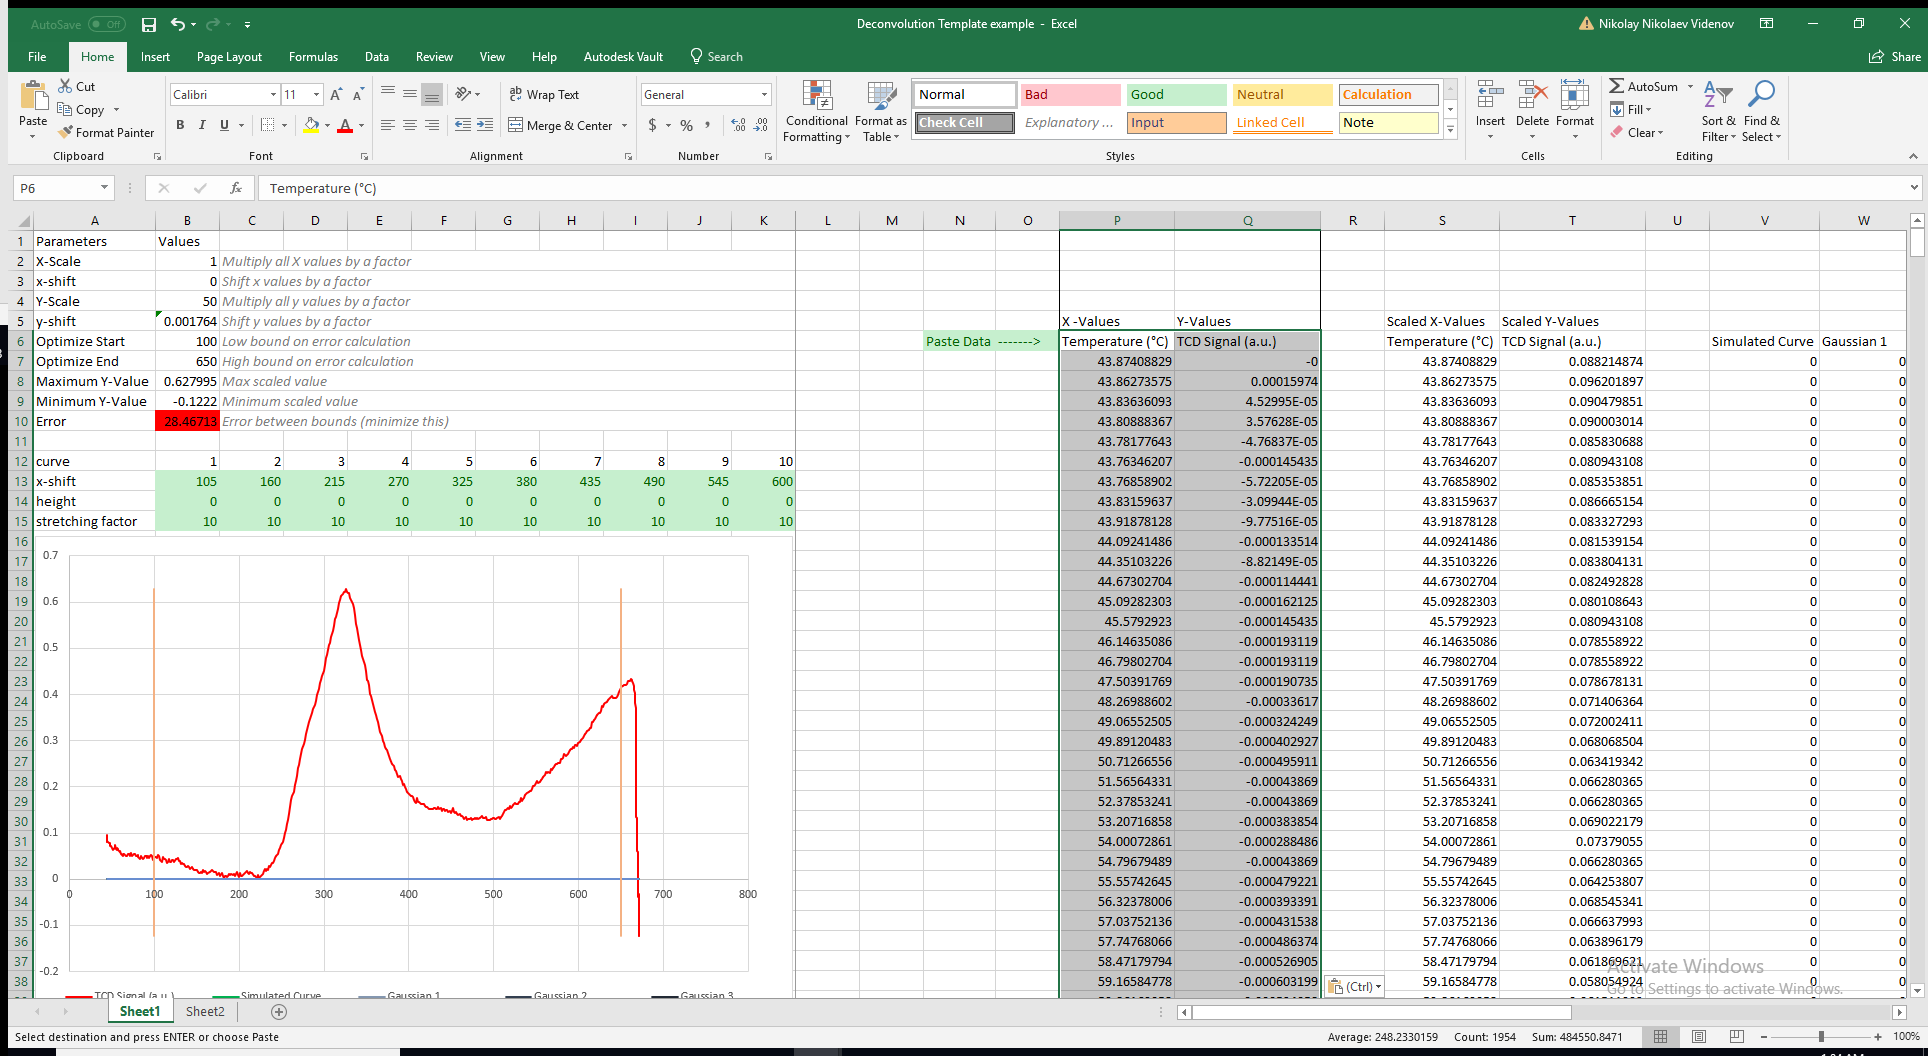 AutoSave Off
Deconvolution Template example - Excel
Nikolay Nikolaev Videnov
File Home Insert Page Layout Formulas Data Review View Help Autodesk Vault Search Share
Paste Cut Copy Format Painter Clipboard
Calibri 11 B I U Font
Wrap Text Merge & Center Alignment
General $ % , Number
Conditional Formatting Format as Table
Normal Bad Good Neutral Calculation
Check Cell Explanatory ... Input Linked Cell Note
Styles
Insert Delete Format Cells
AutoSum Fill Clear Sort & Filter Find & Select Editing
P6 fx Temperature (°C)
A B C D E F G H I J K L M N O P Q R S T U V W
1 Parameters Values
2 X-Scale 1 Multiply all X values by a factor
3 x-shift 0 Shift x values by a factor
4 Y-Scale 50 Multiply all y values by a factor
5 y-shift 0.001764 Shift y values by a factor X -Values Y-Values Scaled X-Values Scaled Y-Values
6 Optimize Start 100 Low bound on error calculation Paste Data -------> Temperature (°C) TCD Signal (a.u.) Temperature (°C) TCD Signal (a.u.) Simulated Curve Gaussian 1
7 Optimize End 650 High bound on error calculation 43.87408829 -0 43.87408829 0.088214874 0 0
8 Maximum Y-Value 0.627995 Max scaled value 43.86273575 0.00015974 43.86273575 0.096201897 0 0
9 Minimum Y-Value -0.1222 Minimum scaled value 43.83636093 4.52995E-05 43.83636093 0.090479851 0 0
10 Error 28.46713 Error between bounds (minimize this) 43.80888367 3.57628E-05 43.80888367 0.090003014 0 0
11 43.78177643 -4.76837E-05 43.78177643 0.085830688 0 0
12 curve 1 2 3 4 5 6 7 8 9 10 43.76346207 -0.000145435 43.76346207 0.080943108 0 0
13 x-shift 105 160 215 270 325 380 435 490 545 600 43.76858902 -5.72205E-05 43.76858902 0.085353851 0 0
14 height 0 0 0 0 0 0 0 0 0 0 43.83159637 -3.09944E-05 43.83159637 0.086665154 0 0
15 stretching factor 10 10 10 10 10 10 10 10 10 10 43.91878128 -9.77516E-05 43.91878128 0.083327293 0 0
16 44.09241486 -0.000133514 44.09241486 0.081539154 0 0
17 44.35103226 -8.82149E-05 44.35103226 0.083804131 0 0
18 44.67302704 -0.000114441 44.67302704 0.082492828 0 0
19 45.09282303 -0.000162125 45.09282303 0.080108643 0 0
20 45.5792923 -0.000145435 45.5792923 0.080943108 0 0
21 46.14635086 -0.000193119 46.14635086 0.078558922 0 0
22 46.79802704 -0.000193119 46.79802704 0.078558922 0 0
23 47.50391769 -0.000190735 47.50391769 0.078678131 0 0
24 48.26988602 -0.00033617 48.26988602 0.071406364 0 0
25 49.06552505 -0.000324249 49.06552505 0.072002411 0 0
26 49.89120483 -0.000402927 49.89120483 0.068068504 0 0
27 50.71266556 -0.000495911 50.71266556 0.063419342 0 0
28 51.56564331 -0.00043869 51.56564331 0.066280365 0 0
29 52.37853241 -0.00043869 52.37853241 0.066280365 0 0
30 53.20716858 -0.000383854 53.20716858 0.069022179 0 0
31 54.00072861 -0.000288486 54.00072861 0.07379055 0 0
32 54.79679489 -0.00043869 54.79679489 0.066280365 0 0
33 55.55742645 -0.000479221 55.55742645 0.064253807 0 0
34 56.32378006 -0.000393391 56.32378006 0.068545341 0 0
35 57.03752136 -0.000431538 57.03752136 0.066637993 0 0
36 57.74768066 -0.000486374 57.74768066 0.063896179 0 0
37 58.47179794 -0.000526905 58.47179794 0.061869621 0 0
38 59.16584778 -0.000603199 59.16584778 0.058054924 0 0
0.7
0.6
0.5
0.4
0.3
0.2
0.1
0
0 100 200 300 400 500 600 700 800
-0.1
-0.2
TCD Signal (a.u.) Simulated Curve Gaussian 1 Gaussian 2 Gaussian 3
(Ctrl)
Activate Windows
Go to Settings to activate Windows.
Sheet1 Sheet2
Select destination and press ENTER or choose Paste
Average: 248.2330159 Count: 1954 Sum: 484550.8471 100%